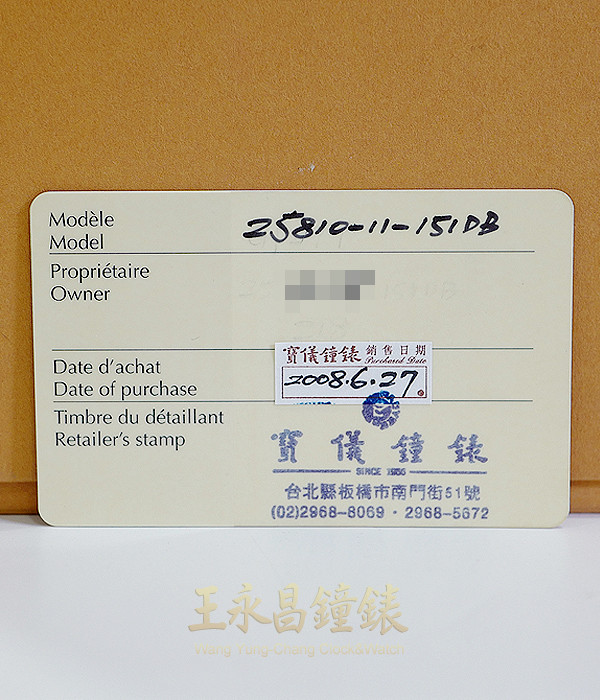 Modèle
Model
25810-11-151DB
Propriétaire
Owner
Date d'achat
Date of purchase
寶儀鐘錶 銷售日期
Purchased Date
2008.6.27.
Timbre du détaillant
Retailer's stamp
寶儀鐘錶
SINCE 1956
台北縣板橋市南門街51號
(02)2968-8069・2968-5672
王永昌鐘錶
Wang Yung-Chang Clock&Watch